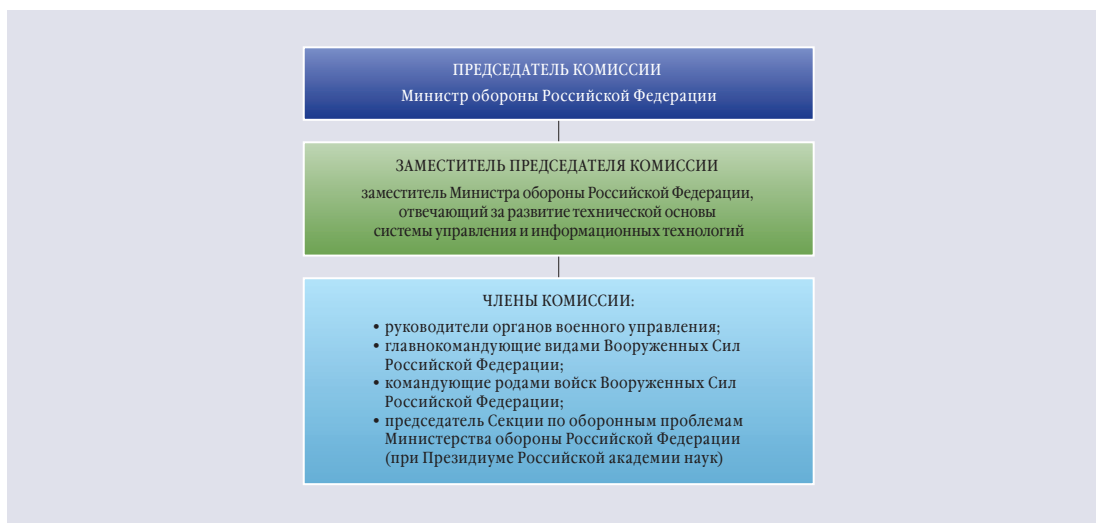 ПРЕДСЕДАТЕЛЬ КОМИССИИ
Министр обороны Российской Федерации
ЗАМЕСТИТЕЛЬ ПРЕДСЕДАТЕЛЯ КОМИССИИ
заместитель Министра обороны Российской Федерации,
отвечающий за развитие технической основы
системы управления и информационных технологий
ЧЛЕНЫ КОМИССИИ:
• руководители органов военного управления;
• главнокомандующие видами Вооруженных Сил
Российской Федерации;
• командующие родами войск Вооруженных Сил
Российской Федерации;
• председатель Секции по оборонным проблемам
Министерства обороны Российской Федерации
(при Президиуме Российской академии наук)